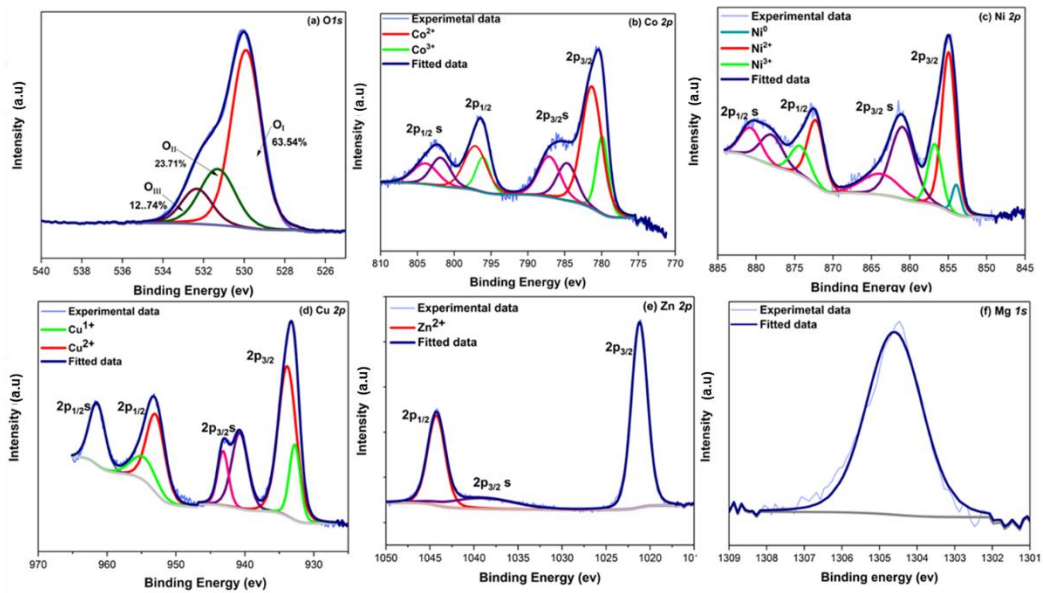 (a) O1s
O_I
63.54%
O_II
23.71%
O_III
12..74%
Intensity (a.u)
540 538 536 534 532 530 528 526
Binding Energy (ev)
Experimetal data
Co²⁺
Co³⁺
Fitted data
(b) Co 2p
2p₃/₂
2p₁/₂
2p₁/₂ s
2p₃/₂s
Intensity (a.u)
810 800 790 780 770
Binding Energy (ev)
Experimental data
Ni⁰
Ni²⁺
Ni³⁺
Fitted data
(c) Ni 2p
2p₃/₂
2p₁/₂ s
2p₁/₂
2p₃/₂ s
Intensity (a.u)
885 880 875 870 865 860 855 850 845
Binding Energy (ev)
Experimental data
Cu¹⁺
Cu²⁺
Fitted data
(d) Cu 2p
2p₃/₂
2p₁/₂s
2p₁/₂
2p₃/₂s
Intensity (a.u)
970 960 950 940 930
Binding Energy (ev)
Experimental data
Zn²⁺
Fitted data
(e) Zn 2p
2p₃/₂
2p₁/₂
2p₃/₂ s
Intensity (a.u)
1050 1045 1040 1035 1030 1025 1020
Binding Energy (ev)
Experimental data
Fitted data
(f) Mg 1s
Intensity (a.u)
1309 1308 1307 1306 1305 1304 1303 1302 1301
Binding energy (ev)